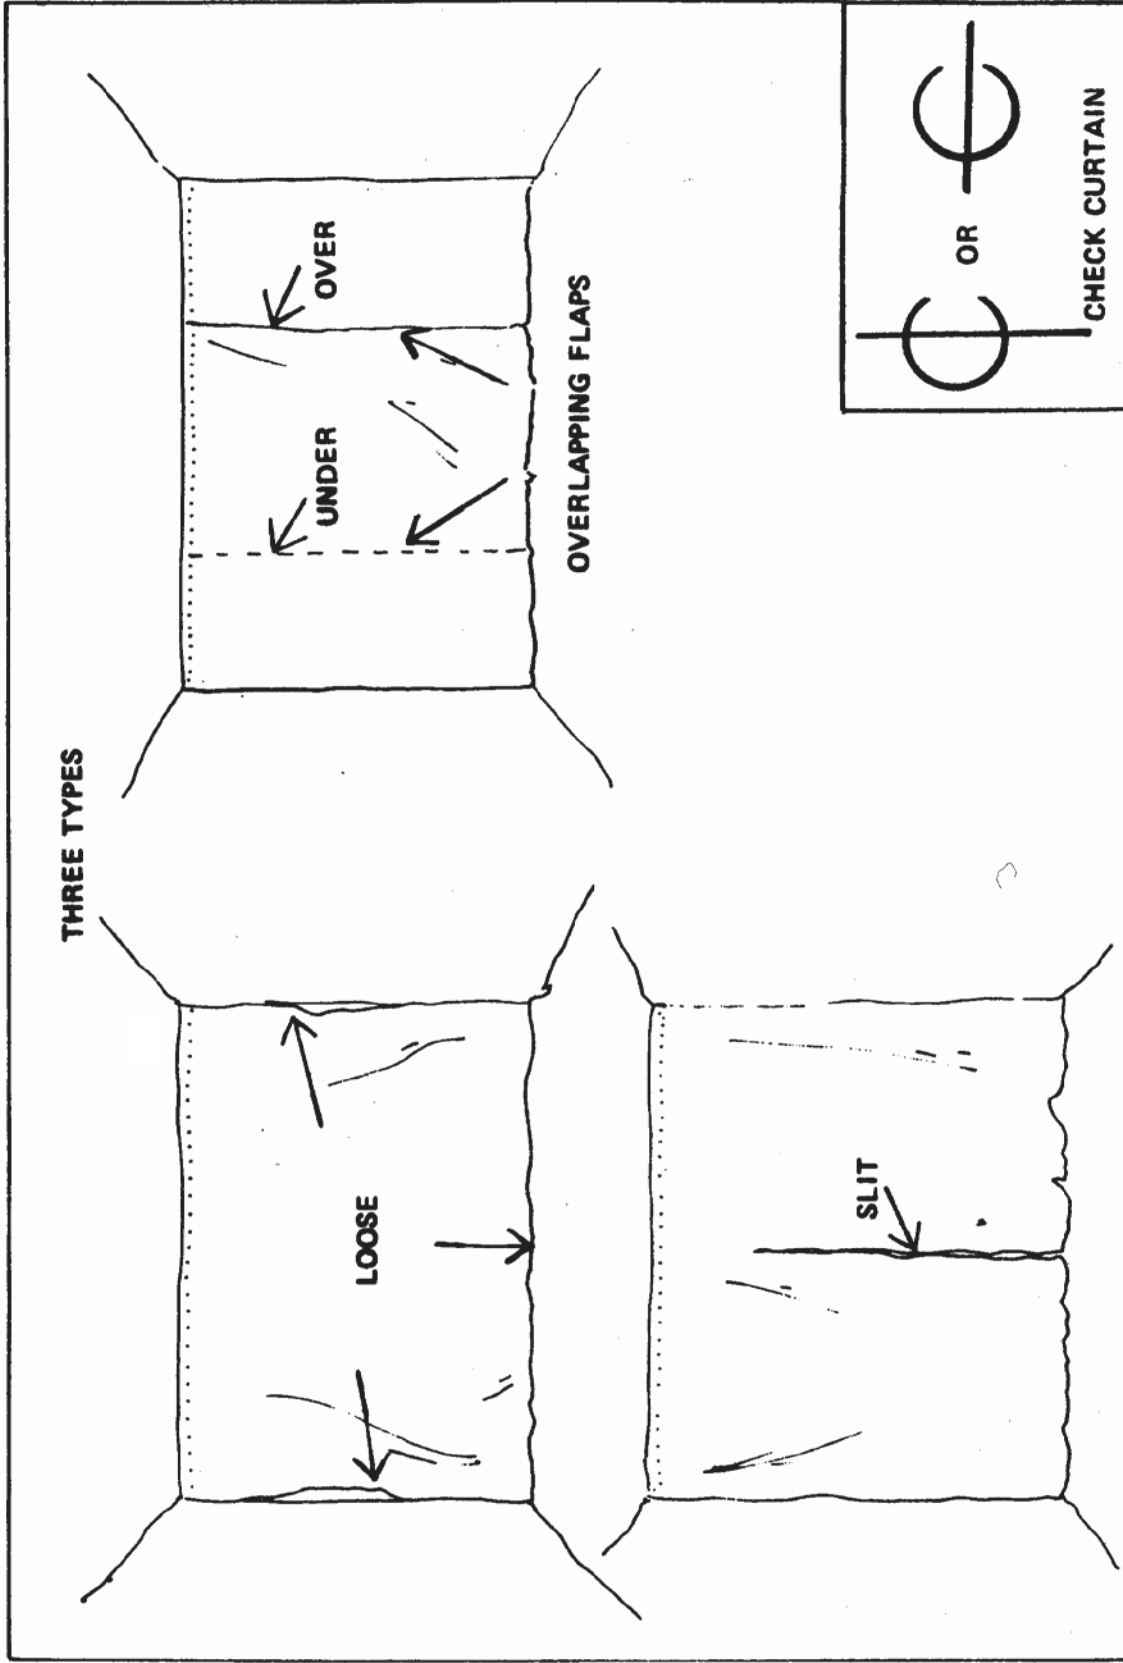 THREE TYPES
LOOSE
UNDER
OVER
OVERLAPPING FLAPS
SLIT
OR
CHECK CURTAIN